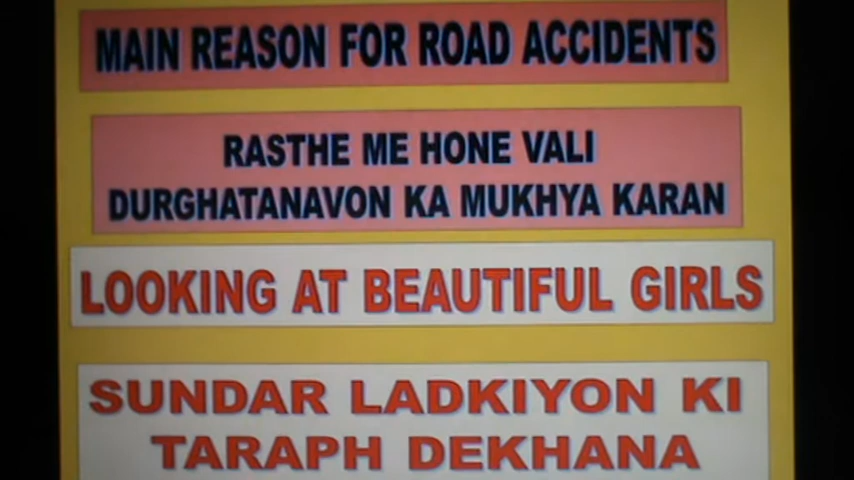 MAIN REASON FOR ROAD ACCIDENTS
RASTHE ME HONE VALI
DURGHATANAVON KA MUKHYA KARAN
LOOKING AT BEAUTIFUL GIRLS
SUNDAR LADKIYON KI
TARAPH DEKHANA